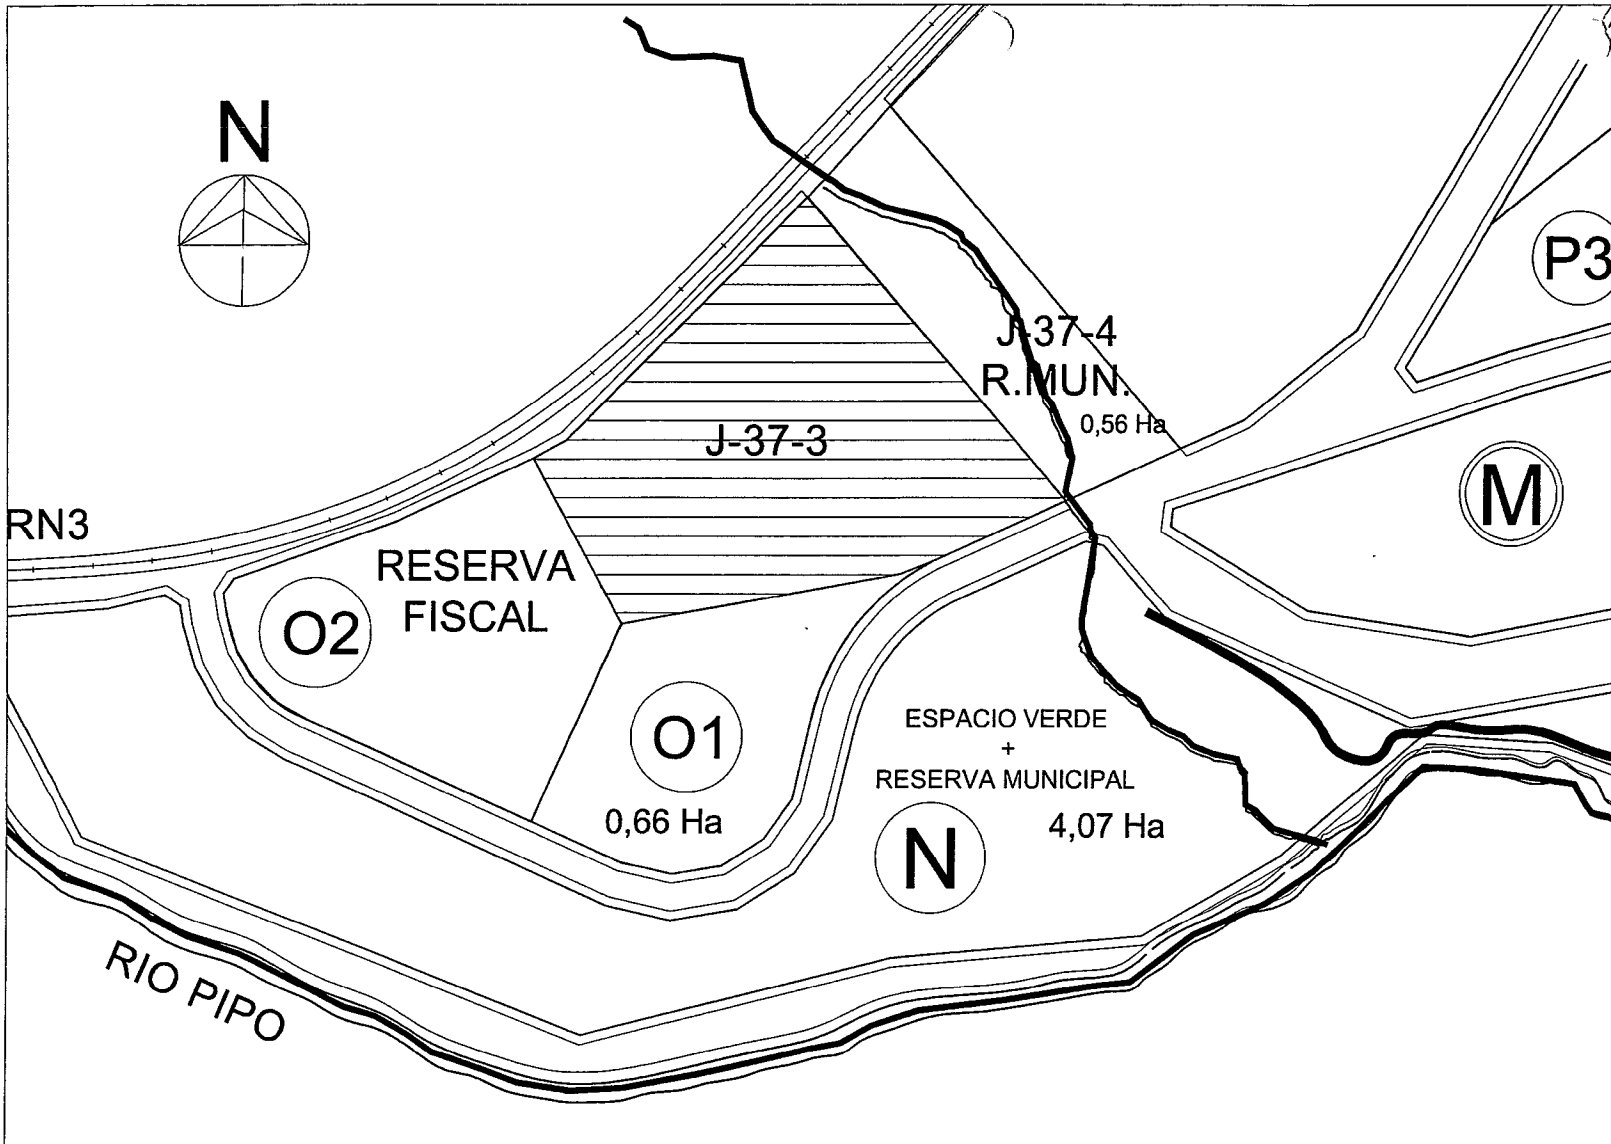 N
P3
J-37-4
R.MUN.
0,56 Ha
J-37-3
M
RN3
RESERVA
FISCAL
O2
O1
0,66 Ha
ESPACIO VERDE
+
RESERVA MUNICIPAL
4,07 Ha
N
RIO PIPO